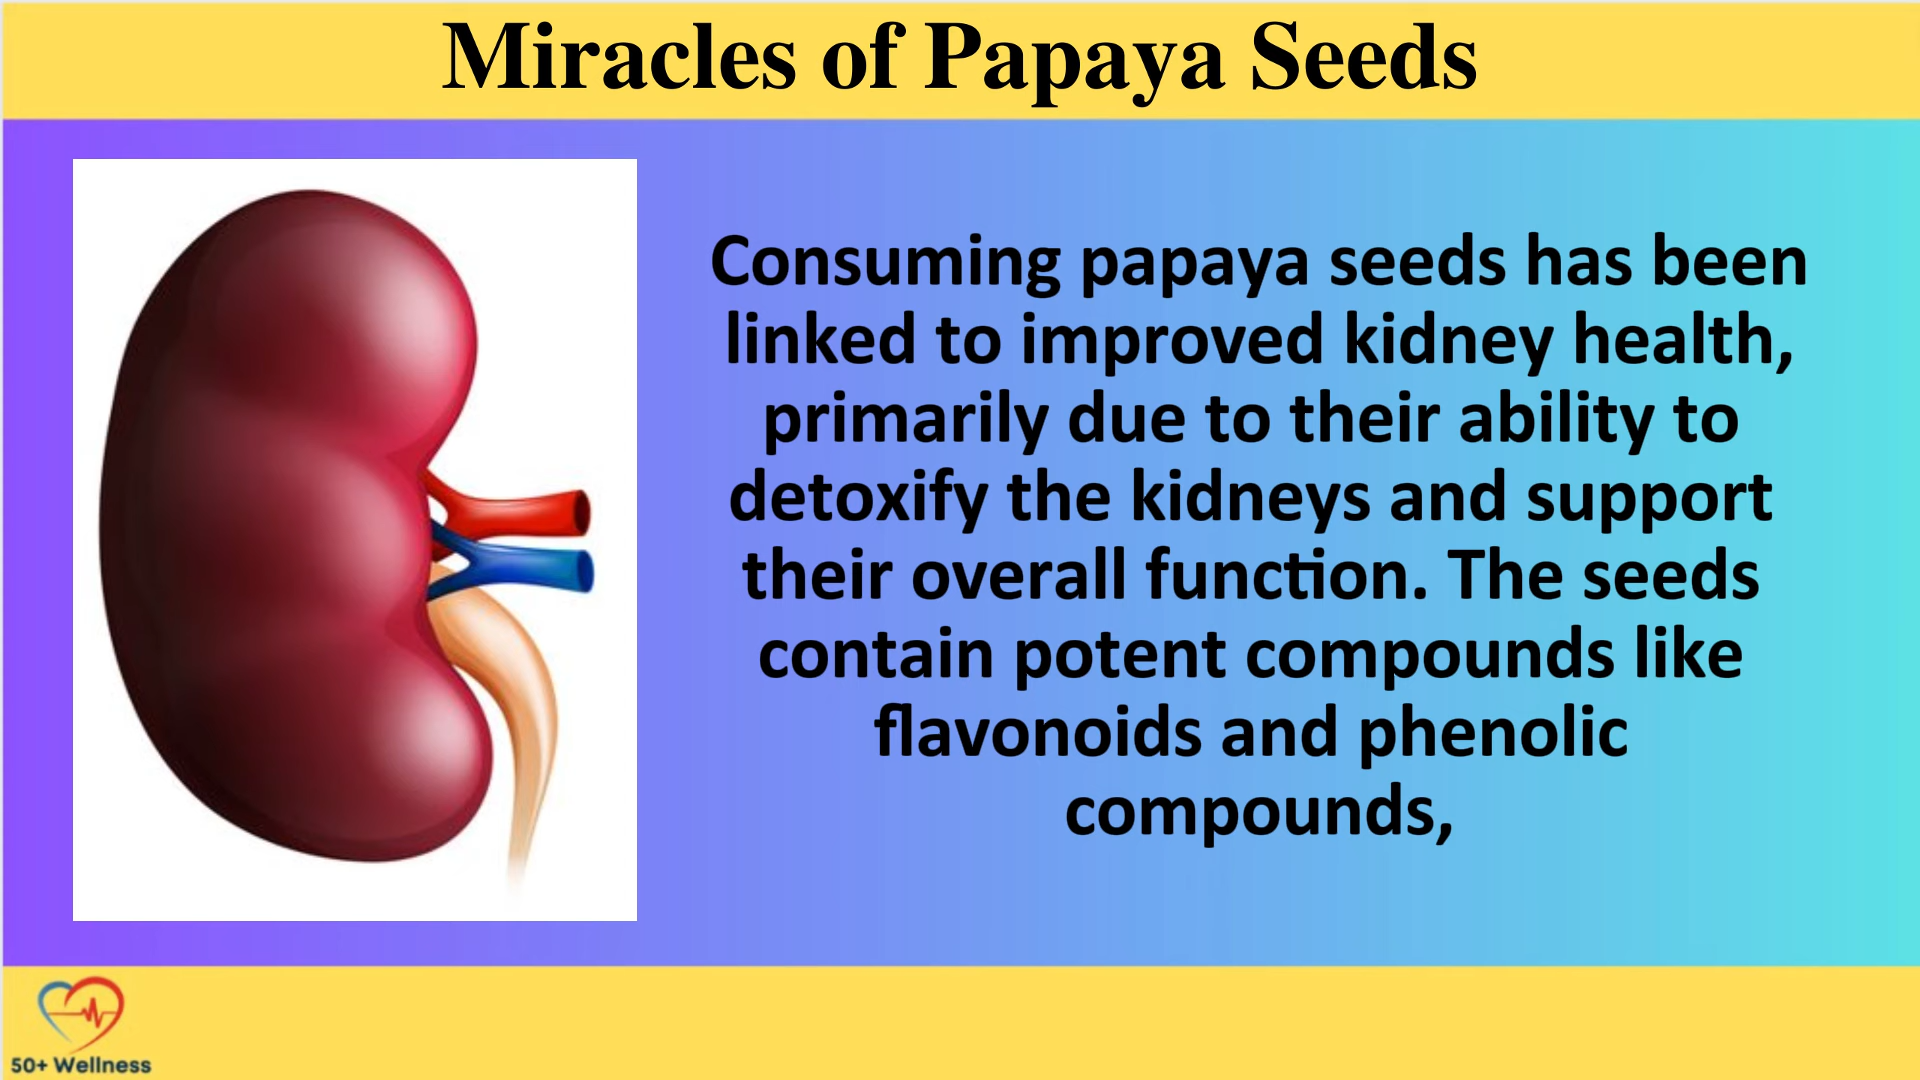 Miracles of Papaya Seeds
Consuming papaya seeds has been
linked to improved kidney health,
primarily due to their ability to
detoxify the kidneys and support
their overall function. The seeds
contain potent compounds like
flavonoids and phenolic
compounds,
50+ Wellness